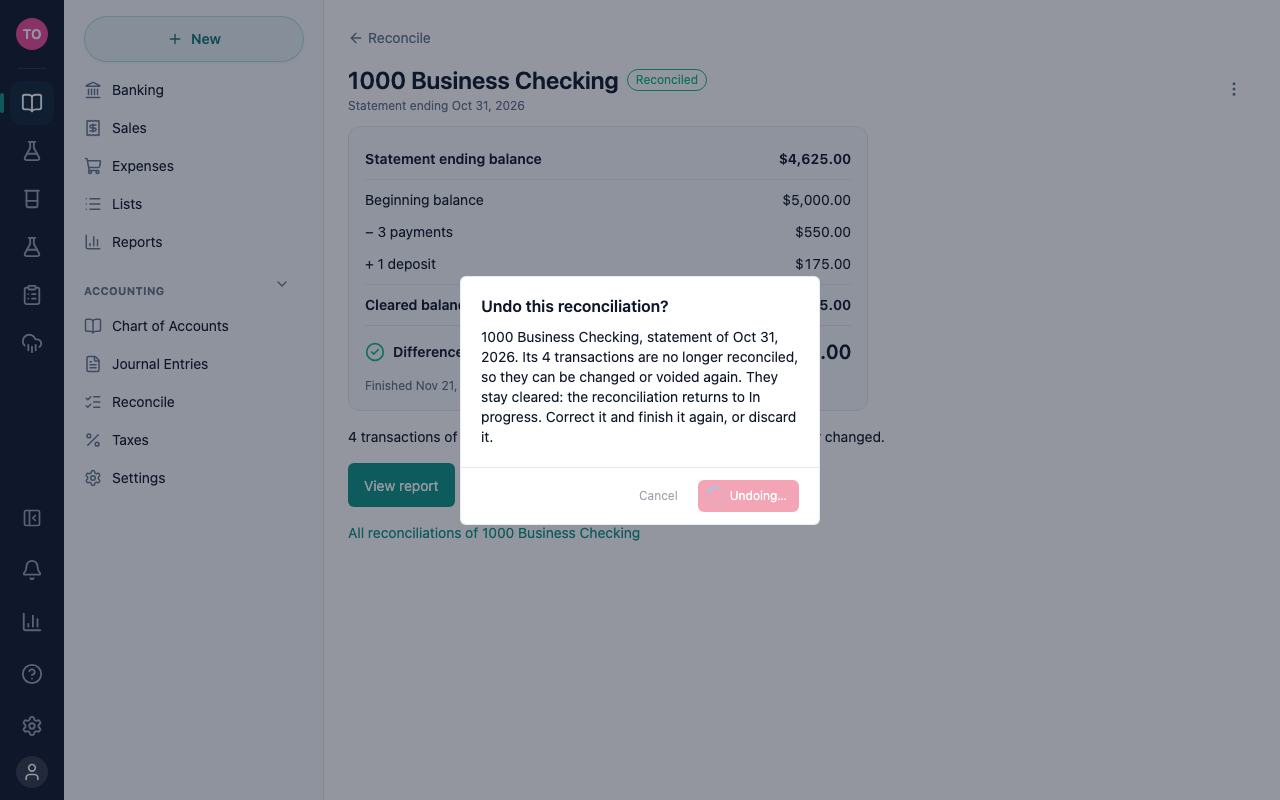 TO
New
Banking
Sales
Expenses
Lists
Reports
ACCOUNTING
Chart of Accounts
Journal Entries
Reconcile
Taxes
Settings
Reconcile
1000 Business Checking Reconciled
Statement ending Oct 31, 2026
Statement ending balance $4,625.00
Beginning balance $5,000.00
− 3 payments $550.00
+ 1 deposit $175.00
Cleared 5.00
Difference .00
Finished Nov 21,
4 transactions of changed.
View report
All reconciliations of 1000 Business Checking
Undo this reconciliation?
1000 Business Checking, statement of Oct 31,
2026. Its 4 transactions are no longer reconciled,
so they can be changed or voided again. They
stay cleared: the reconciliation returns to In
progress. Correct it and finish it again, or discard
it.
Cancel Undoing…